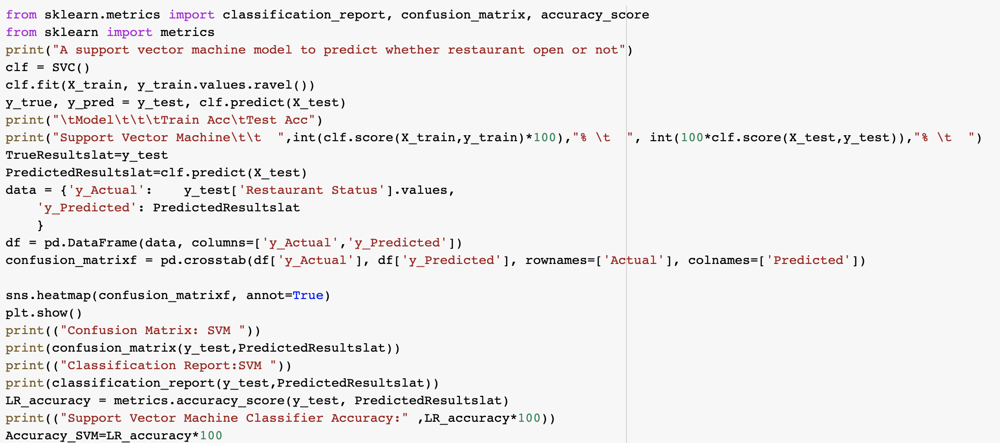 from sklearn.metrics import classification_report, confusion_matrix, accuracy_score
from sklearn import metrics
print("A support vector machine model to predict whether restaurant open or not")
clf = SVC()
clf.fit(X_train, y_train.values.ravel())
y_true, y_pred = y_test, clf.predict(X_test)
print("\tModel\t\t\tTrain Acc\tTest Acc")
print("Support Vector Machine\t\t  ",int(clf.score(X_train,y_train)*100),"% \t  ", int(100*clf.score(X_test,y_test)),"% \t  ")
TrueResultslat=y_test
PredictedResultslat=clf.predict(X_test)
data = {'y_Actual':    y_test['Restaurant Status'].values,
    'y_Predicted': PredictedResultslat
    }
df = pd.DataFrame(data, columns=['y_Actual','y_Predicted'])
confusion_matrixf = pd.crosstab(df['y_Actual'], df['y_Predicted'], rownames=['Actual'], colnames=['Predicted'])

sns.heatmap(confusion_matrixf, annot=True)
plt.show()
print(("Confusion Matrix: SVM "))
print(confusion_matrix(y_test,PredictedResultslat))
print(("Classification Report:SVM "))
print(classification_report(y_test,PredictedResultslat))
LR_accuracy = metrics.accuracy_score(y_test, PredictedResultslat)
print(("Support Vector Machine Classifier Accuracy:" ,LR_accuracy*100))
Accuracy_SVM=LR_accuracy*100